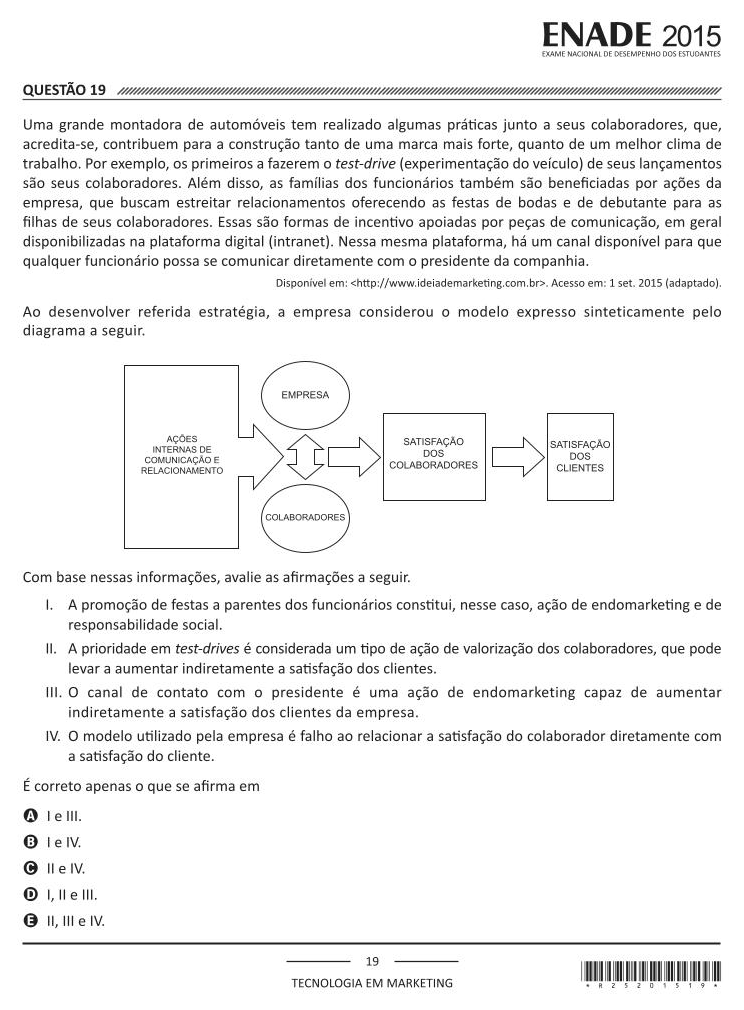 ENADE 2015
EXAME NACIONAL DE DESEMPENHO DOS ESTUDANTES
QUESTÃO 19
Uma grande montadora de automóveis tem realizado algumas práticas junto a seus colaboradores, que,
acredita-se, contribuem para a construção tanto de uma marca mais forte, quanto de um melhor clima de
trabalho. Por exemplo, os primeiros a fazerem o test-drive (experimentação do veículo) de seus lançamentos
são seus colaboradores. Além disso, as famílias dos funcionários também são beneficiadas por ações da
empresa, que buscam estreitar relacionamentos oferecendo as festas de bodas e de debutante para as
filhas de seus colaboradores. Essas são formas de incentivo apoiadas por peças de comunicação, em geral
disponibilizadas na plataforma digital (intranet). Nessa mesma plataforma, há um canal disponível para que
qualquer funcionário possa se comunicar diretamente com o presidente da companhia.
Disponível em: <http://www.ideiademarketing.com.br>. Acesso em: 1 set. 2015 (adaptado).
Ao desenvolver referida estratégia, a empresa considerou o modelo expresso sinteticamente pelo
diagrama a seguir.
AÇÕES
INTERNAS DE
COMUNICAÇÃO E
RELACIONAMENTO
EMPRESA
COLABORADORES
SATISFAÇÃO
DOS
COLABORADORES
SATISFAÇÃO
DOS
CLIENTES
Com base nessas informações, avalie as afirmações a seguir.
I. A promoção de festas a parentes dos funcionários constitui, nesse caso, ação de endomarketing e de
responsabilidade social.
II. A prioridade em test-drives é considerada um tipo de ação de valorização dos colaboradores, que pode
levar a aumentar indiretamente a satisfação dos clientes.
III. O canal de contato com o presidente é uma ação de endomarketing capaz de aumentar
indiretamente a satisfação dos clientes da empresa.
IV. O modelo utilizado pela empresa é falho ao relacionar a satisfação do colaborador diretamente com
a satisfação do cliente.
É correto apenas o que se afirma em
A I e III.
B I e IV.
C II e IV.
D I, II e III.
E II, III e IV.
19
TECNOLOGIA EM MARKETING
* R 2 5 2 0 1 5 1 9 *